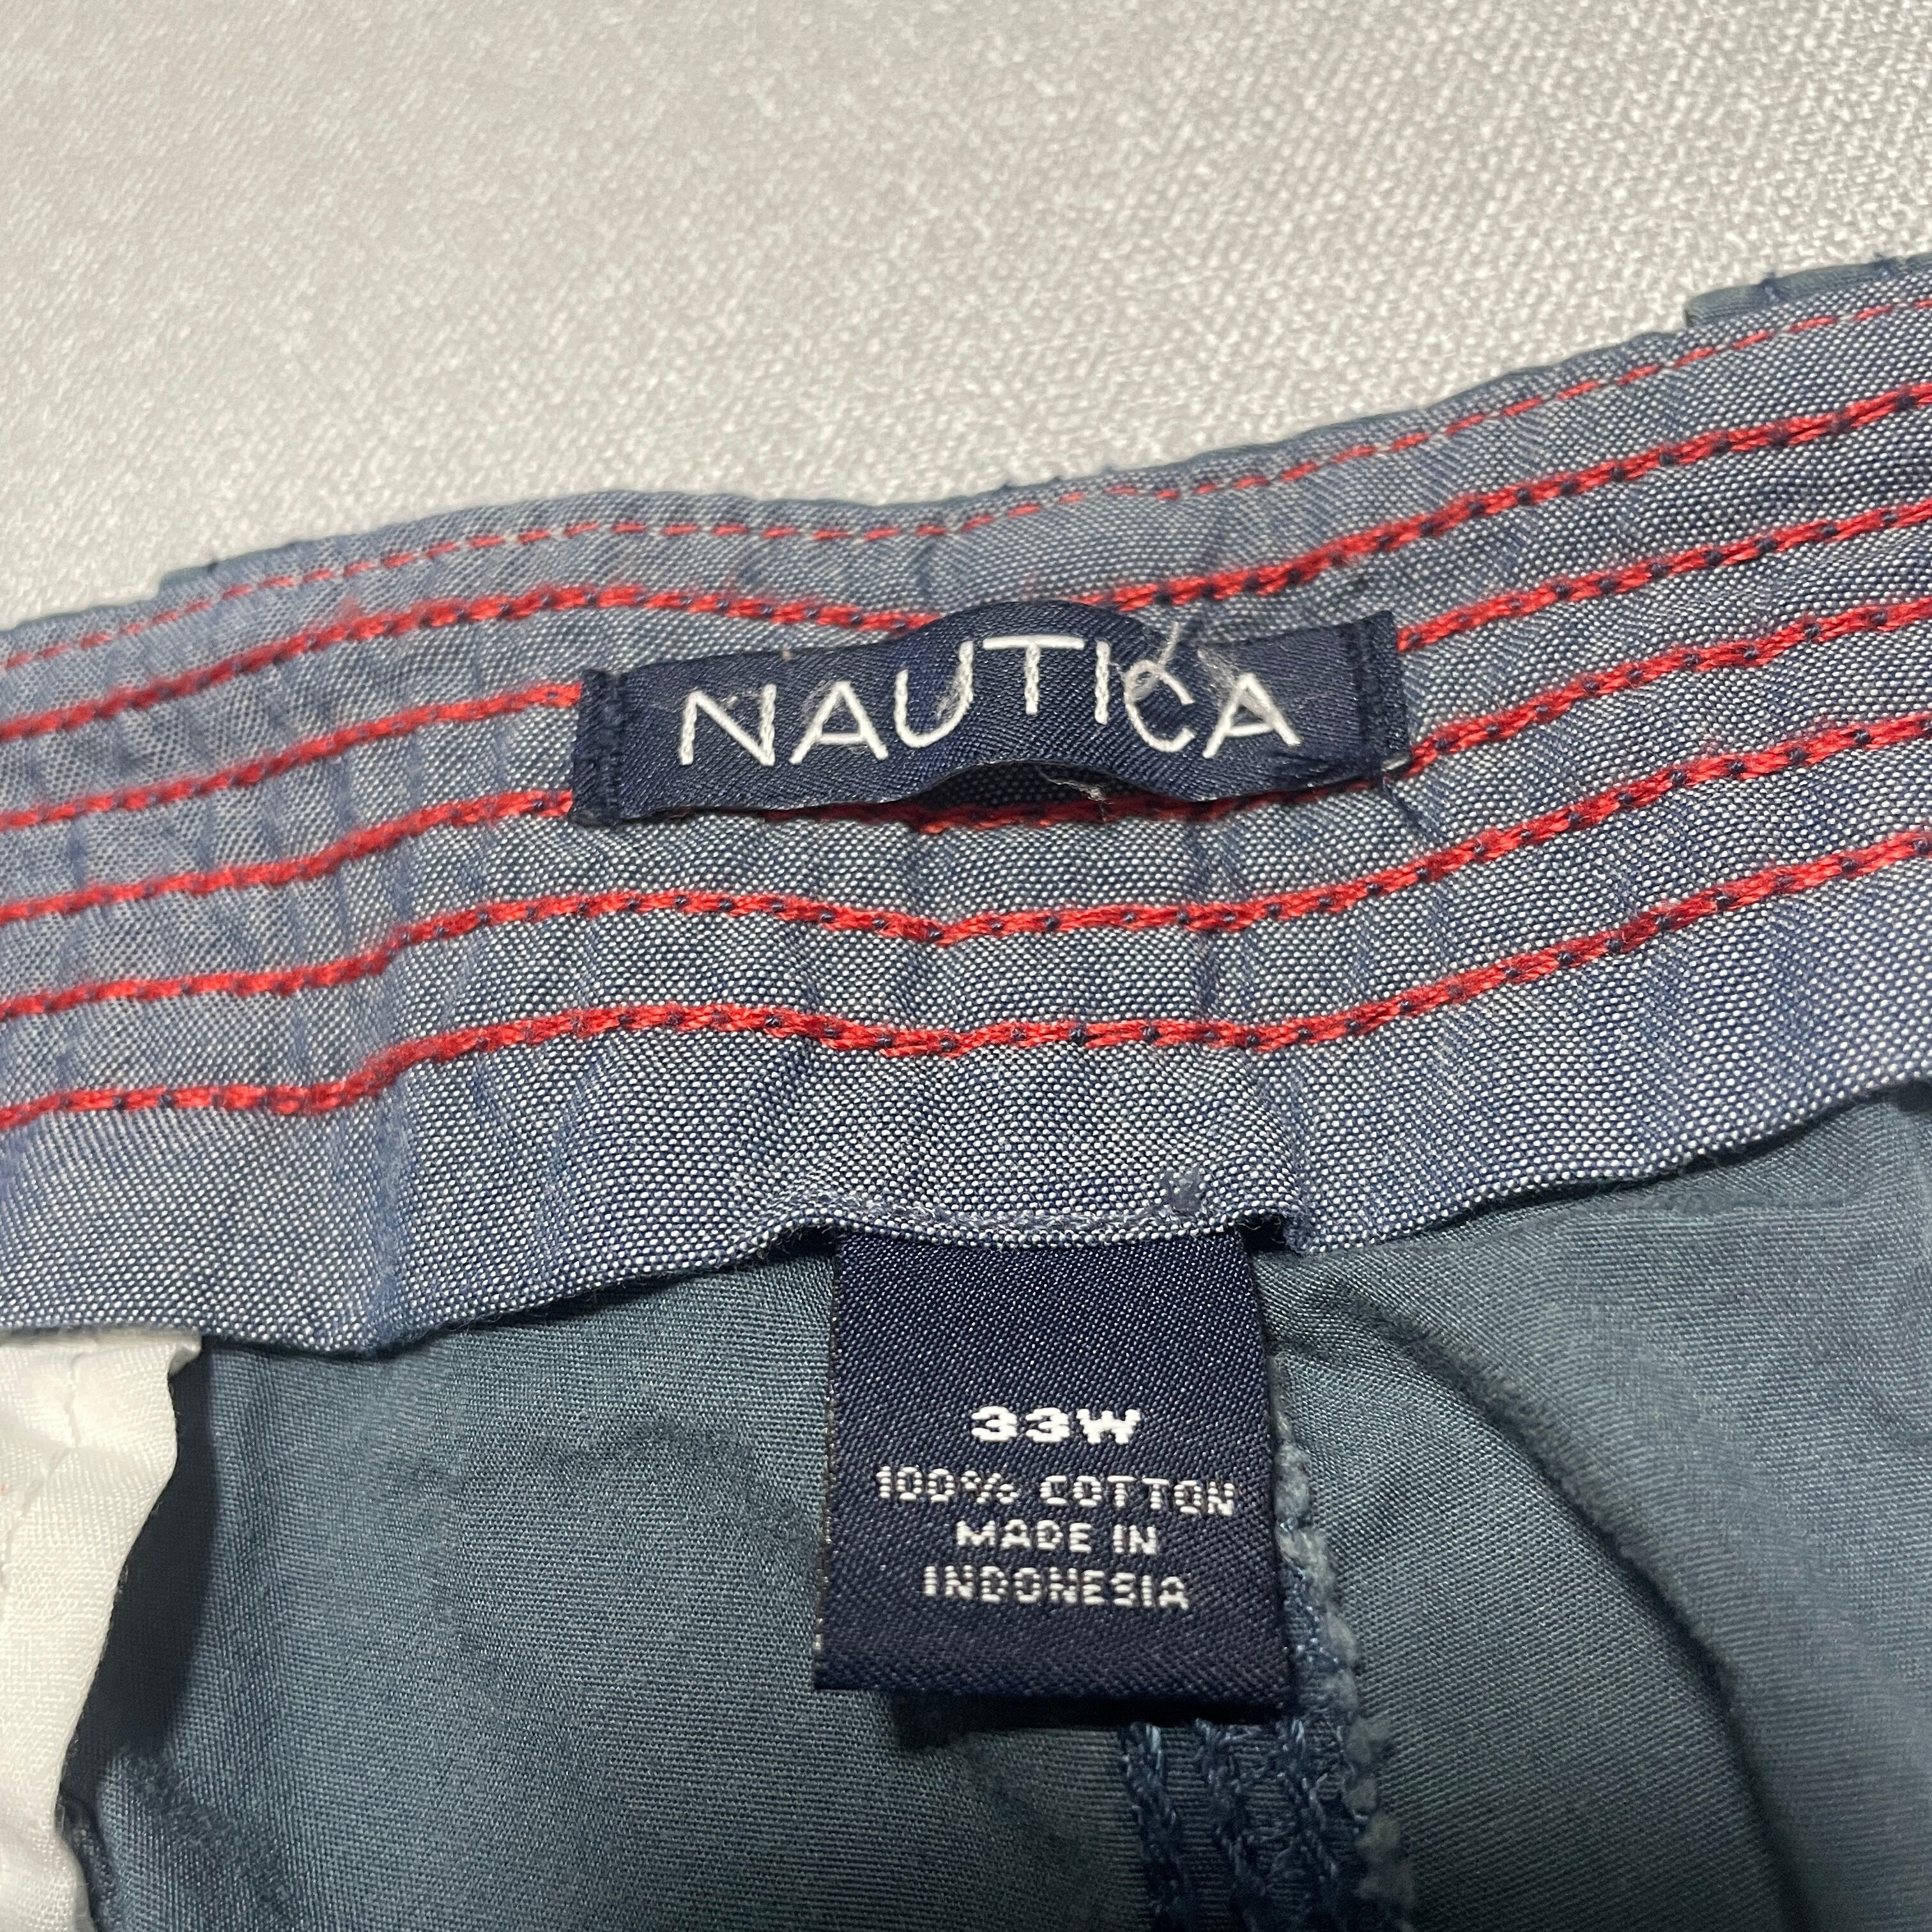 NAUTICA
33W
100% COTTON
MADE IN
INDONESIA